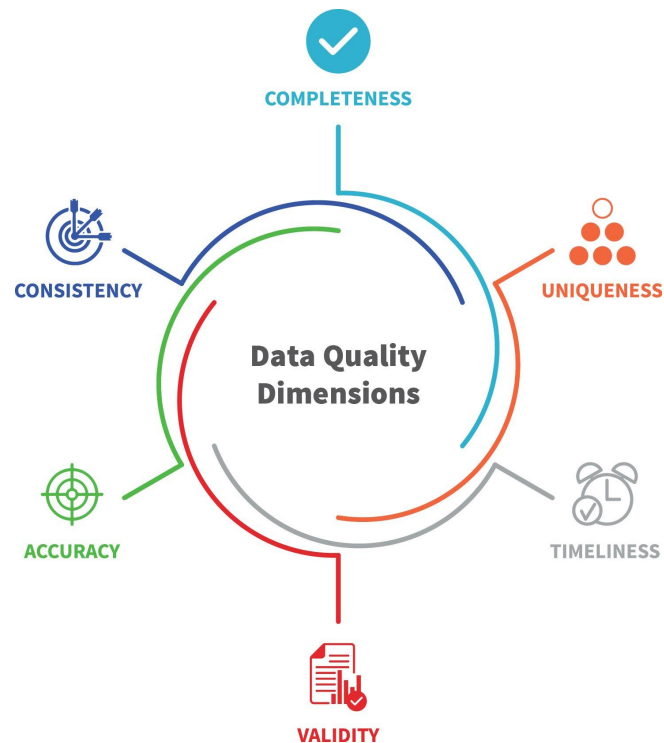 COMPLETENESS
CONSISTENCY
UNIQUENESS
Data Quality
Dimensions
ACCURACY
TIMELINESS
VALIDITY